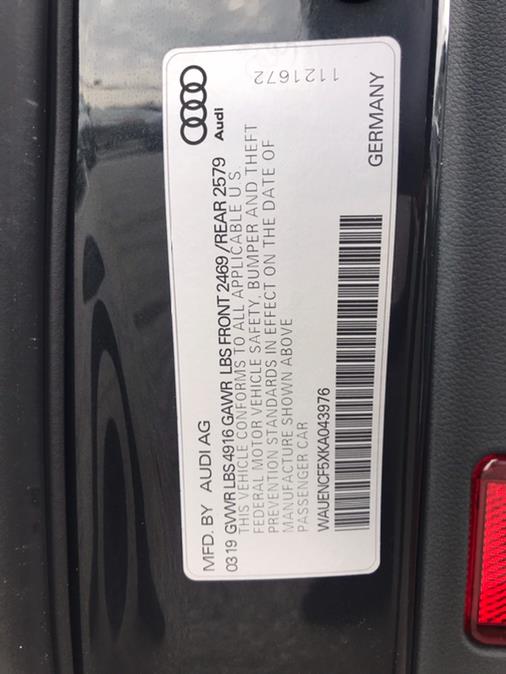 MFD. BY AUDI AG
03 19 GVWR LBS 4916 GAWR LBS FRONT 2469 / REAR 2579
THIS VEHICLE CONFORMS TO ALL APPLICABLE U.S.
FEDERAL MOTOR VEHICLE SAFETY, BUMPER AND THEFT
PREVENTION STANDARDS IN EFFECT ON THE DATE OF
MANUFACTURE SHOWN ABOVE
PASSENGER CAR
WAUENCF5XKA043976
Audi
1121672
GERMANY